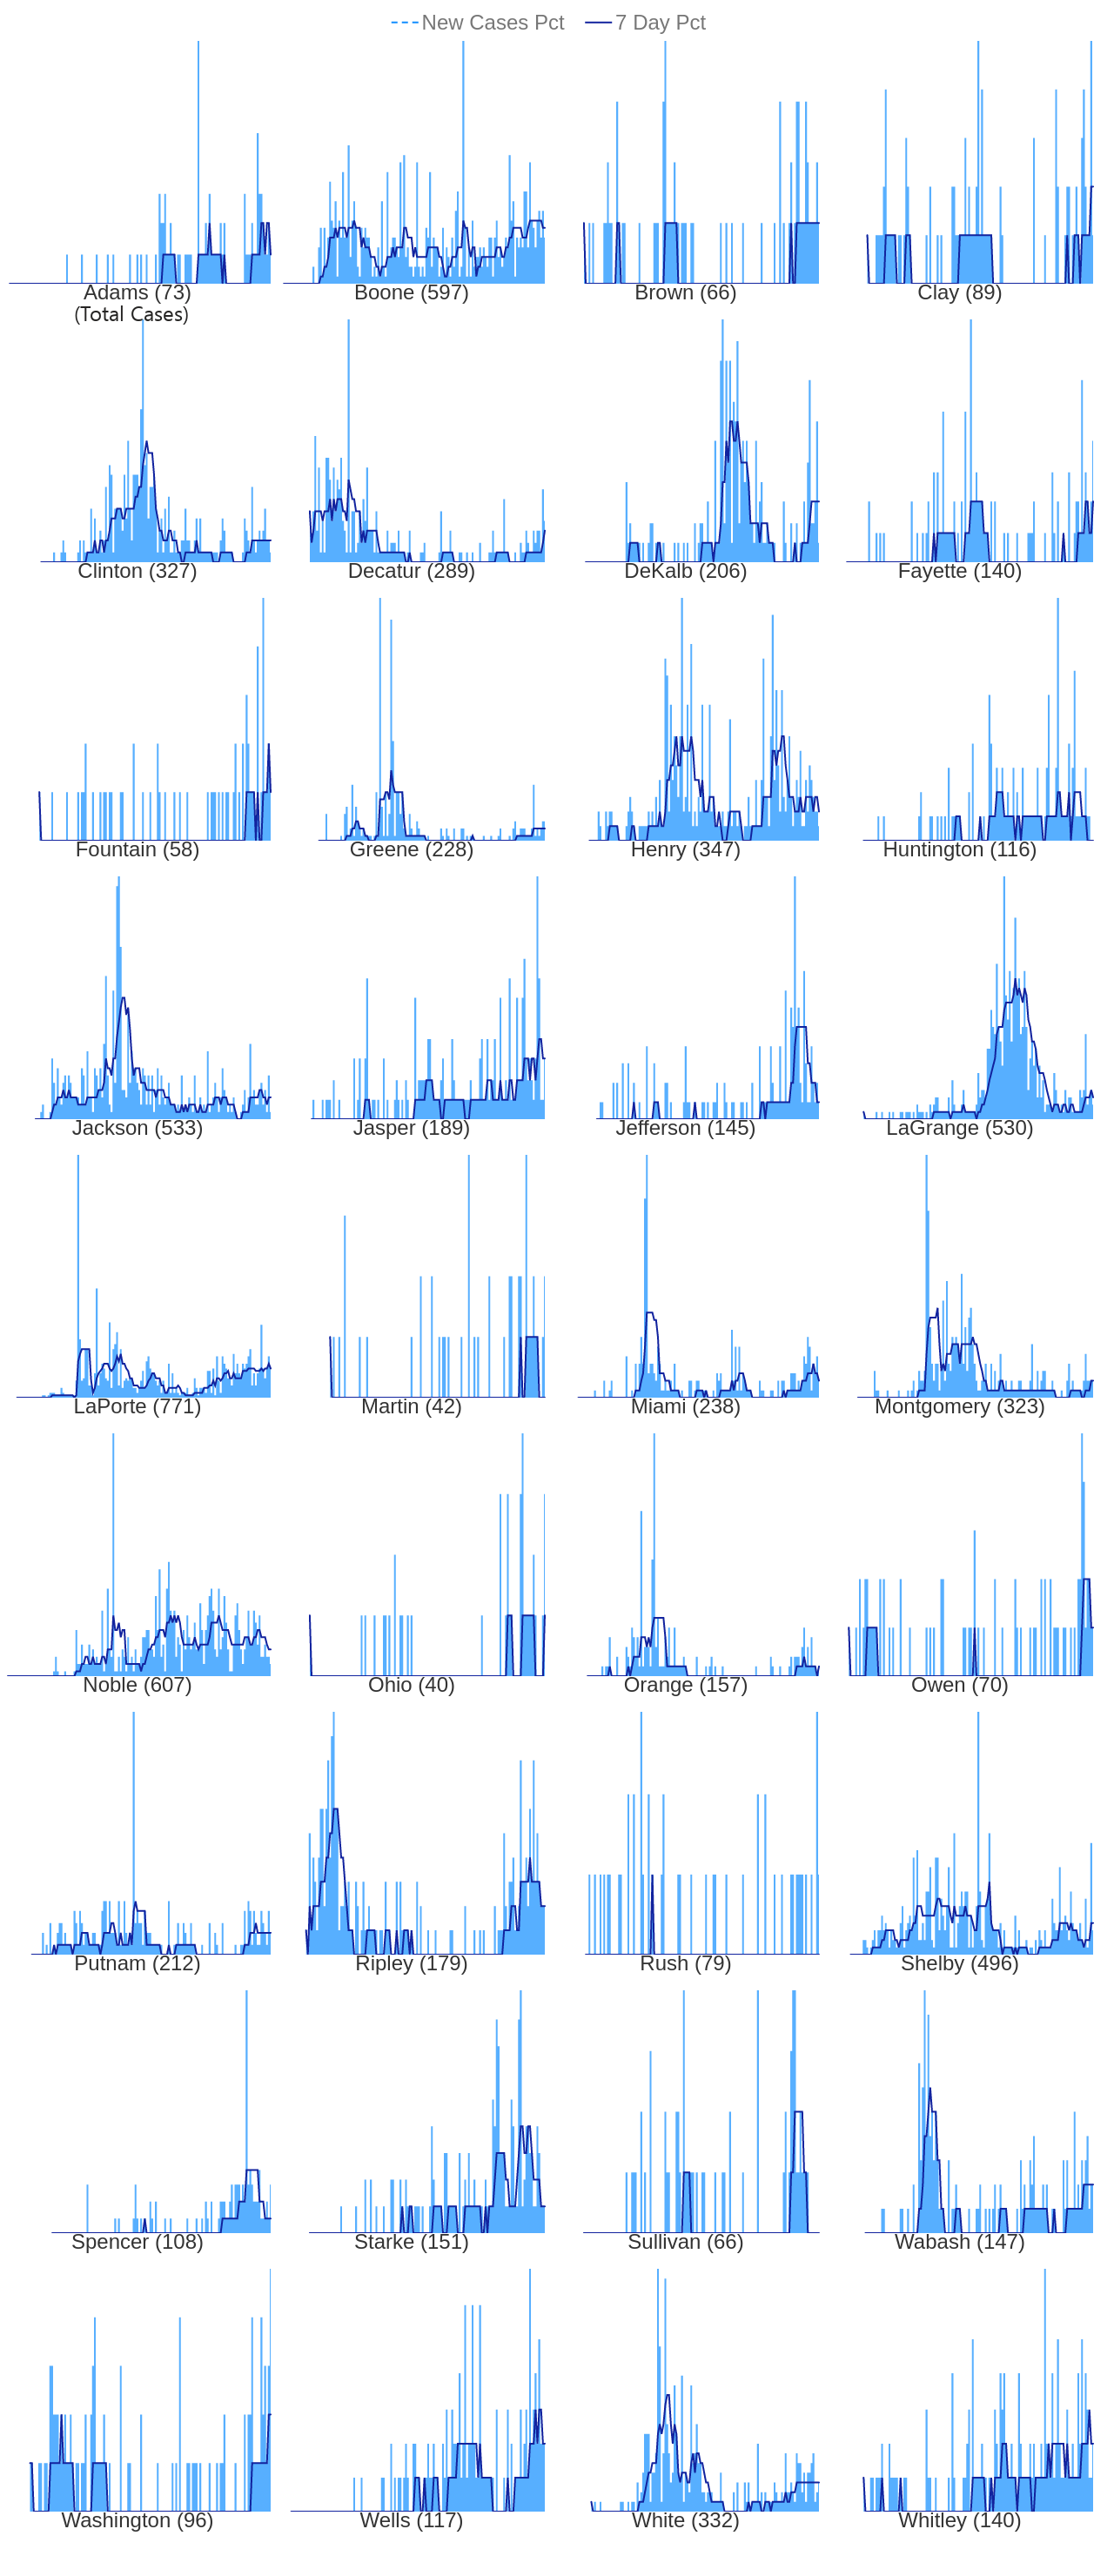 New Cases Pct 7 Day Pct
Adams (73) Boone (597) Brown (66) Clay (89)
(Total Cases)
Clinton (327) Decatur (289) DeKalb (206) Fayette (140)
Fountain (58) Greene (228) Henry (347) Huntington (116)
Jackson (533) Jasper (189) Jefferson (145) LaGrange (530)
LaPorte (771) Martin (42) Miami (238) Montgomery (323)
Noble (607) Ohio (40) Orange (157) Owen (70)
Putnam (212) Ripley (179) Rush (79) Shelby (496)
Spencer (108) Starke (151) Sullivan (66) Wabash (147)
Washington (96) Wells (117) White (332) Whitley (140)